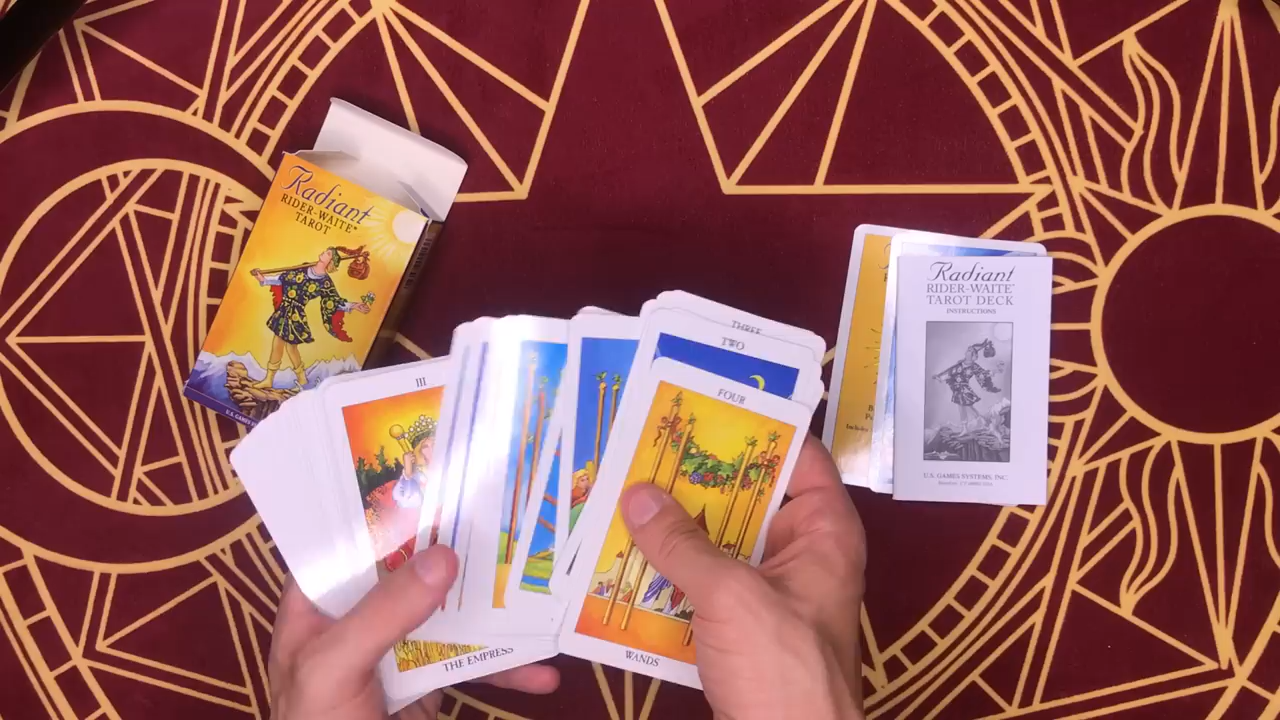 Radiant
RIDER-WAITE®
TAROT
U.S. GAMES
Radiant
RIDER-WAITE®
TAROT DECK
INSTRUCTIONS
U.S. GAMES SYSTEMS, INC.
THREE
TWO
FOUR
WANDS
III
THE EMPRESS